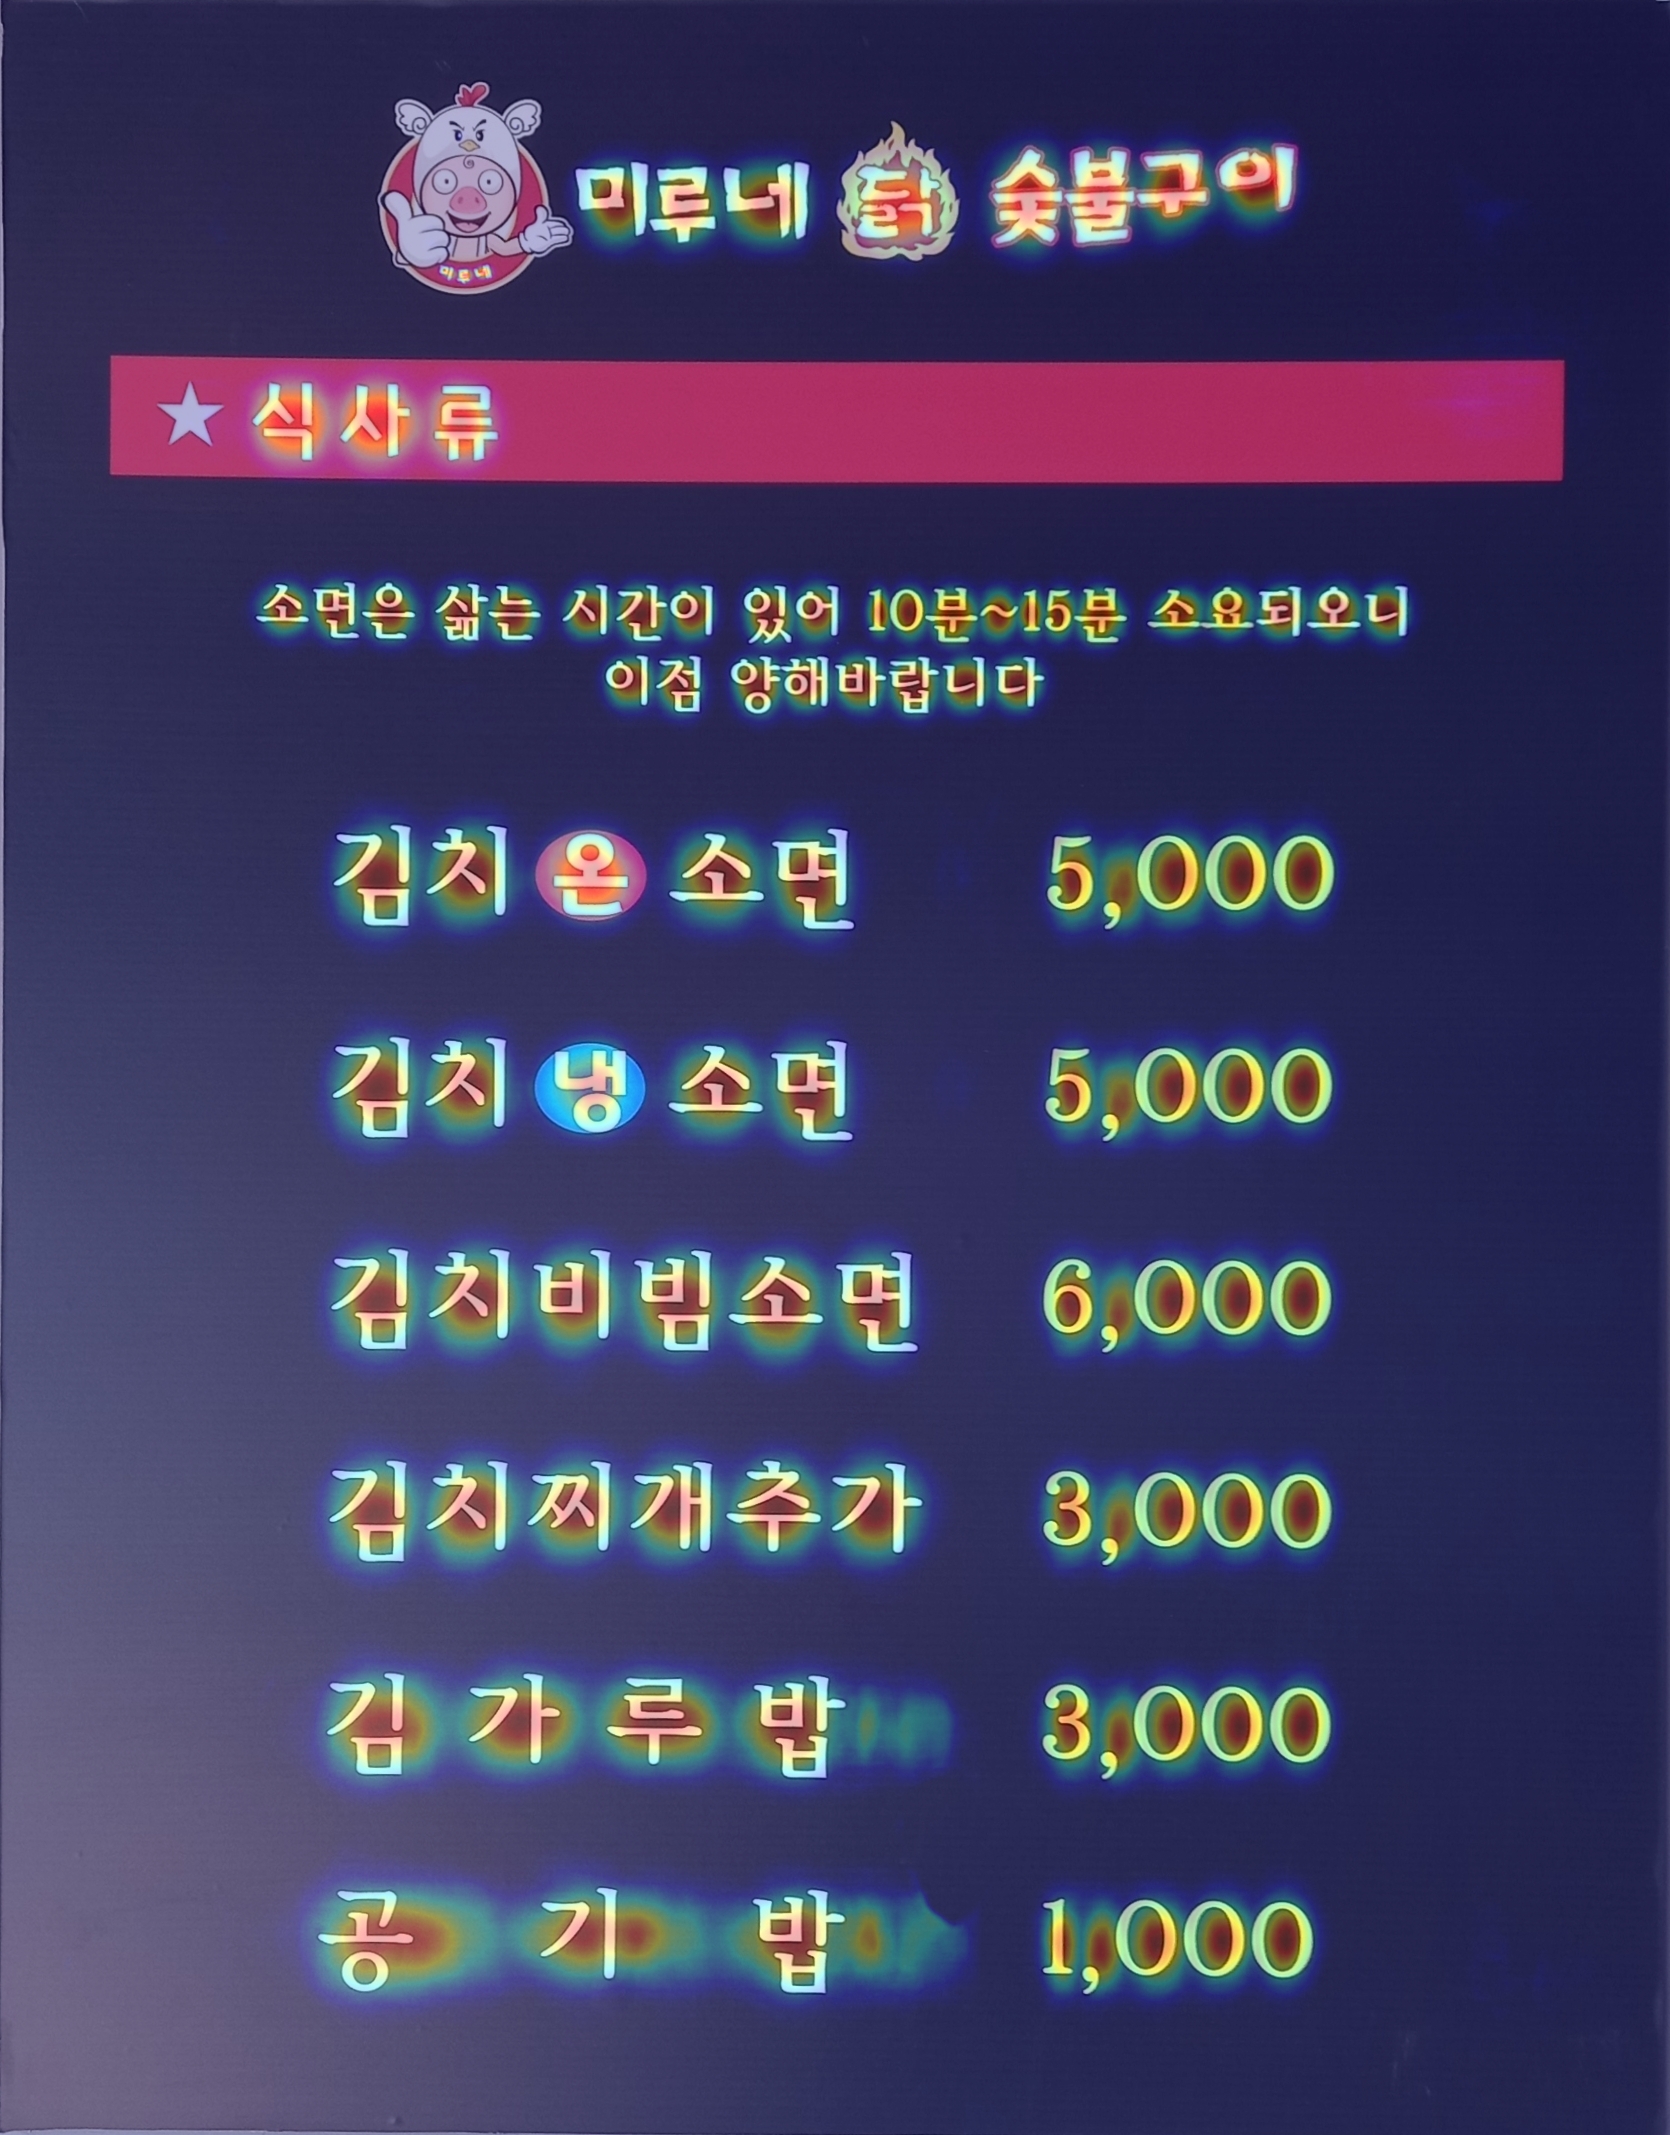 미루네 닭 숯불구이
미루네
★ 식사류
소면은 삶는 시간이 있어 10분~15분 소요되오니
이점 양해바랍니다
김치 온 소면 5,000
김치 냉 소면 5,000
김치비빔소면 6,000
김치찌개추가 3,000
김 가 루 밥 3,000
공 기 밥 1,000